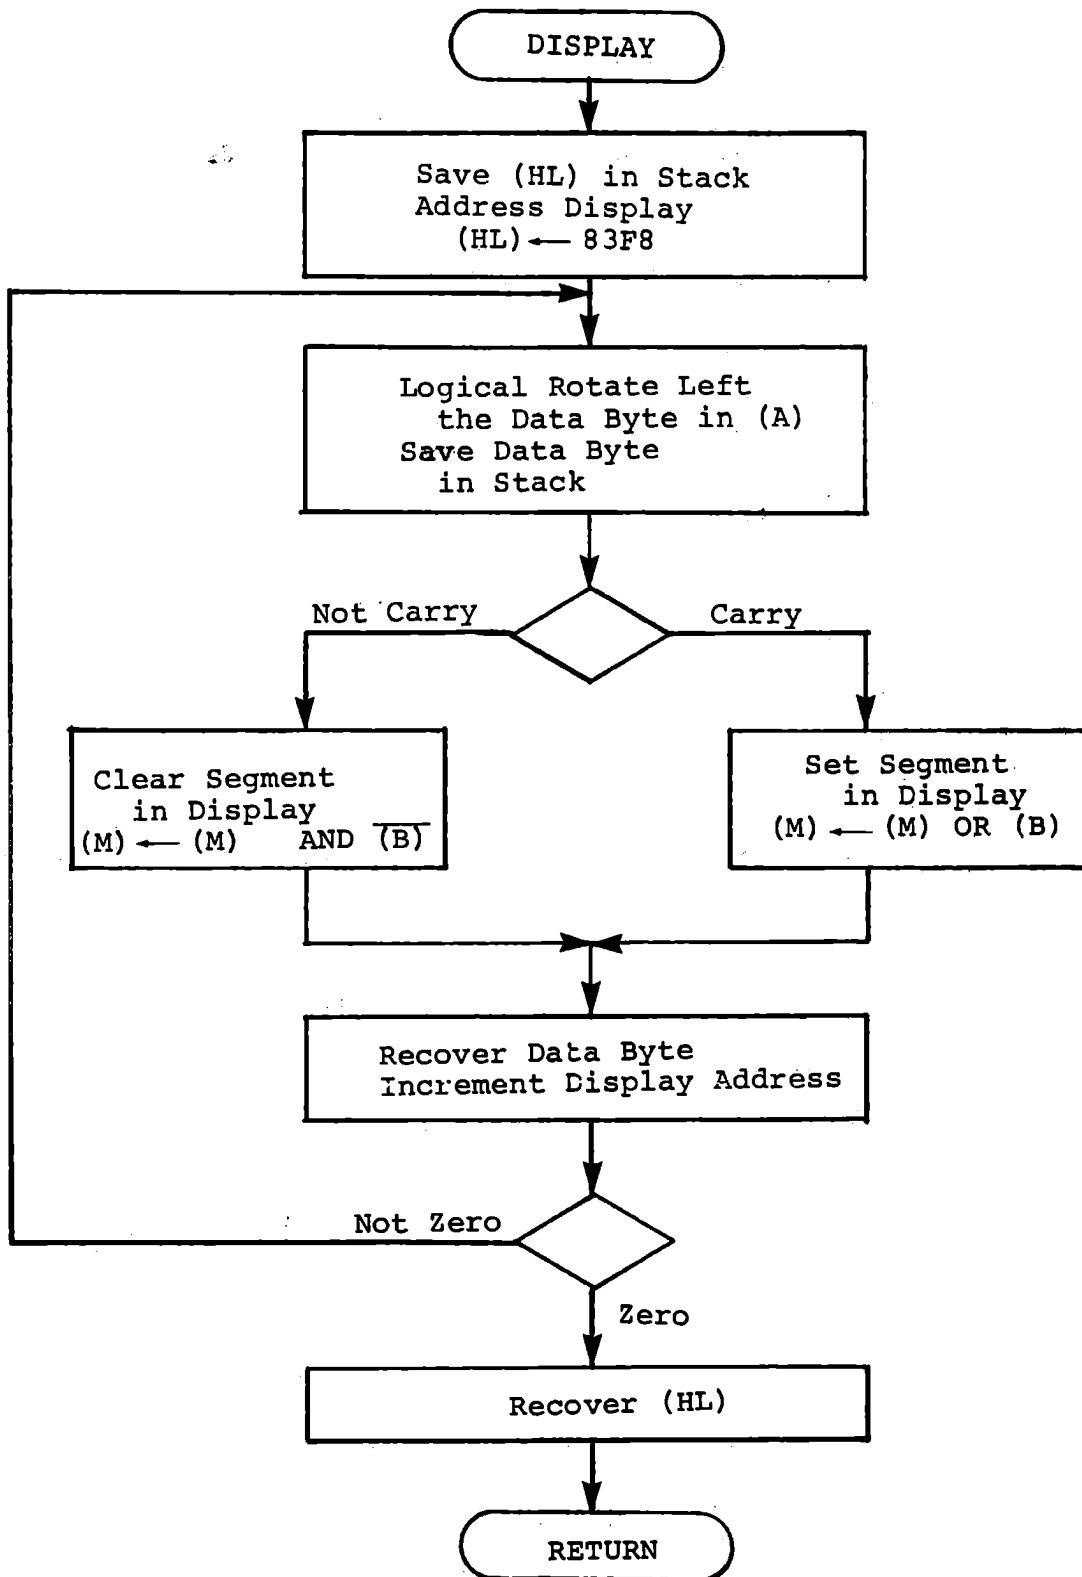 DISPLAY
Save (HL) in Stack
Address Display
(HL) ← 83F8
Logical Rotate Left
the Data Byte in (A)
Save Data Byte
in Stack
Not Carry
Carry
Clear Segment
in Display
(M) ← (M) AND (B̅)
Set Segment
in Display
(M) ← (M) OR (B)
Recover Data Byte
Increment Display Address
Not Zero
Zero
Recover (HL)
RETURN